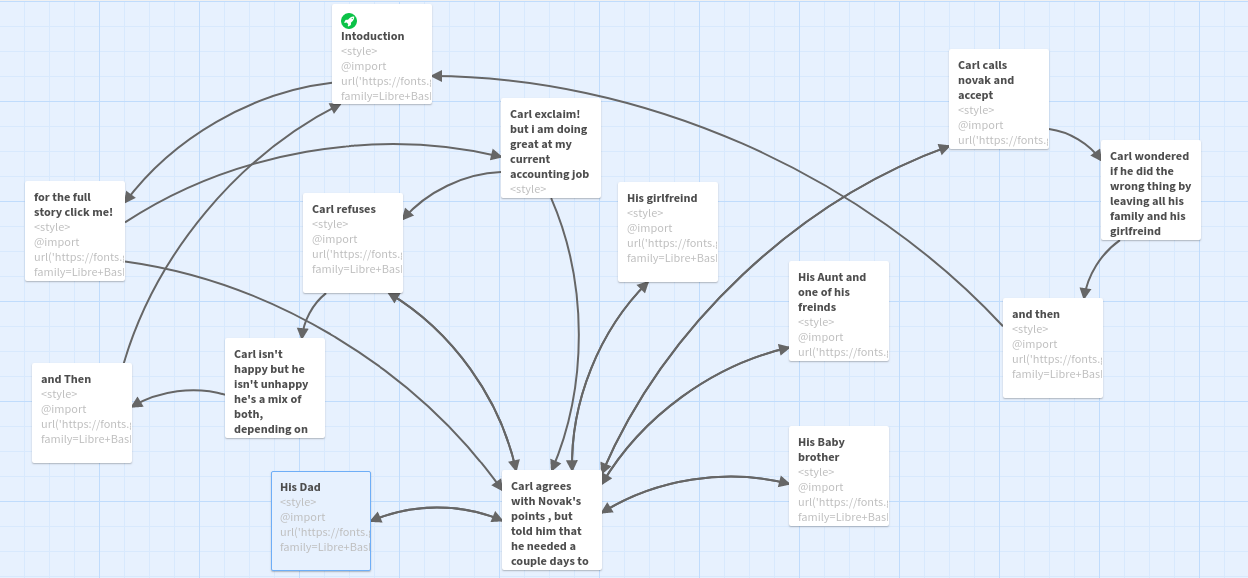 Intoduction
<style>
@import
url('https://fonts.
family=Libre+Bas
Carl calls
novak and
accept
<style>
@import
url('https://fonts.
Carl exclaim!
but i am doing
great at my
current
accounting job
<style>
Carl wondered
if he did the
wrong thing by
leaving all his
family and his
girlfreind
for the full
story click me!
<style>
@import
url('https://fonts.
family=Libre+Bas
Carl refuses
<style>
@import
url('https://fonts.
family=Libre+Bas
His girlfreind
<style>
@import
url('https://fonts.
family=Libre+Bas
His Aunt and
one of his
freinds
<style>
@import
url('https://fonts.
and then
<style>
@import
url('https://fonts.
family=Libre+Bas
Carl isn't
happy but he
isn't unhappy
he's a mix of
both,
depending on
and Then
<style>
@import
url('https://fonts.
family=Libre+Bas
His Baby
brother
<style>
@import
url('https://fonts.
family=Libre+Bas
His Dad
<style>
@import
url('https://fonts.
family=Libre+Bas
Carl agrees
with Novak's
points , but
told him that
he needed a
couple days to